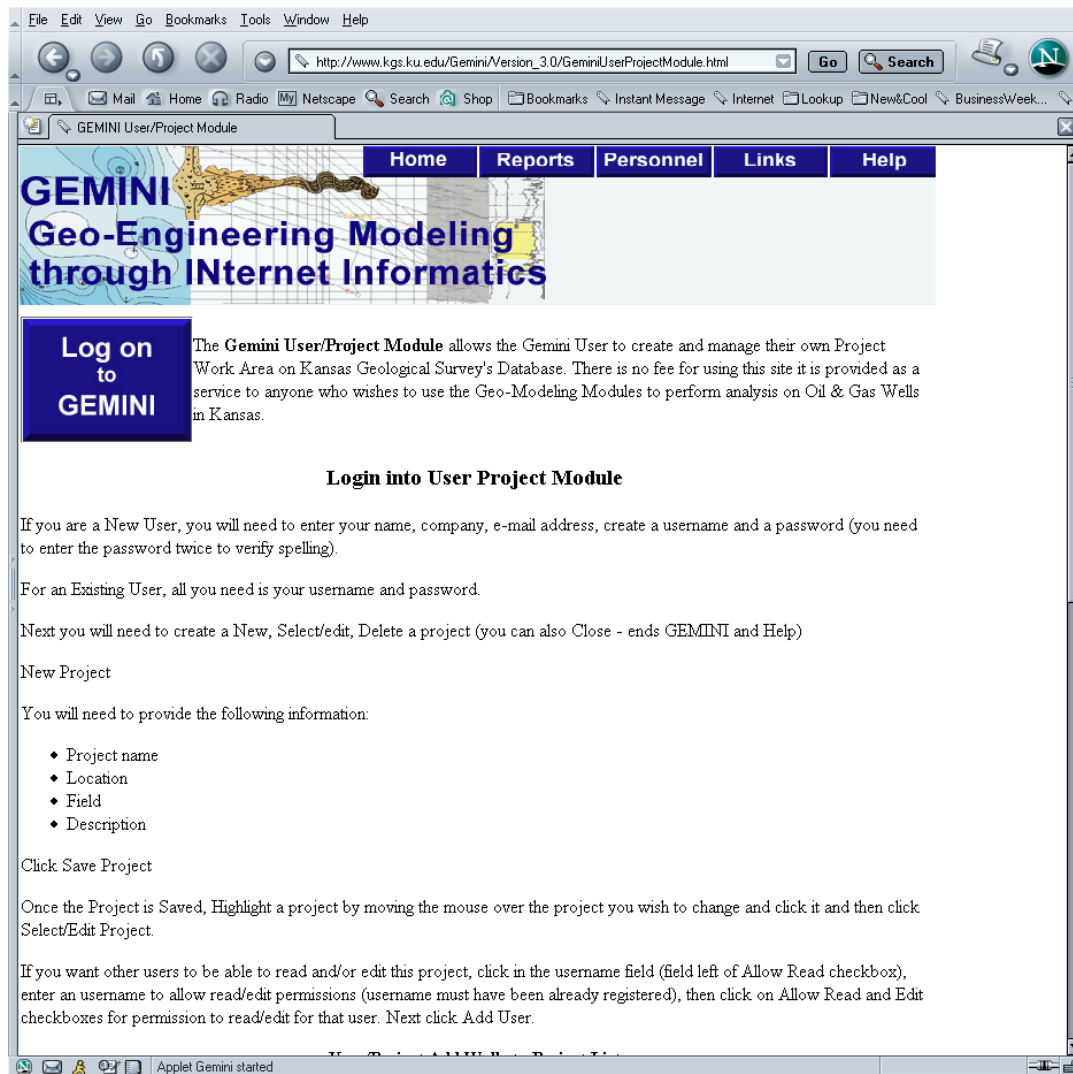 File Edit View Go Bookmarks Tools Window Help
http://www.kgs.ku.edu/Gemini/Version_3.0/GeminiUserProjectModule.html Go Search N
Mail Home Radio My Netscape Search Shop Bookmarks Instant Message Internet Lookup New&Cool BusinessWeek...
GEMINI User/Project Module
Home Reports Personnel Links Help
GEMINI
Geo-Engineering Modeling
through INternet Informatics
Log on
to
GEMINI
The Gemini User/Project Module allows the Gemini User to create and manage their own Project
Work Area on Kansas Geological Survey's Database. There is no fee for using this site it is provided as a
service to anyone who wishes to use the Geo-Modeling Modules to perform analysis on Oil & Gas Wells
in Kansas.
Login into User Project Module
If you are a New User, you will need to enter your name, company, e-mail address, create a username and a password (you need
to enter the password twice to verify spelling).
For an Existing User, all you need is your username and password.
Next you will need to create a New, Select/edit, Delete a project (you can also Close - ends GEMINI and Help)
New Project
You will need to provide the following information:
Project name
Location
Field
Description
Click Save Project
Once the Project is Saved, Highlight a project by moving the mouse over the project you wish to change and click it and then click
Select/Edit Project.
If you want other users to be able to read and/or edit this project, click in the username field (field left of Allow Read checkbox),
enter an username to allow read/edit permissions (username must have been already registered), then click on Allow Read and Edit
checkboxes for permission to read/edit for that user. Next click Add User.
User/Project Add Wells to Project List
Applet Gemini started